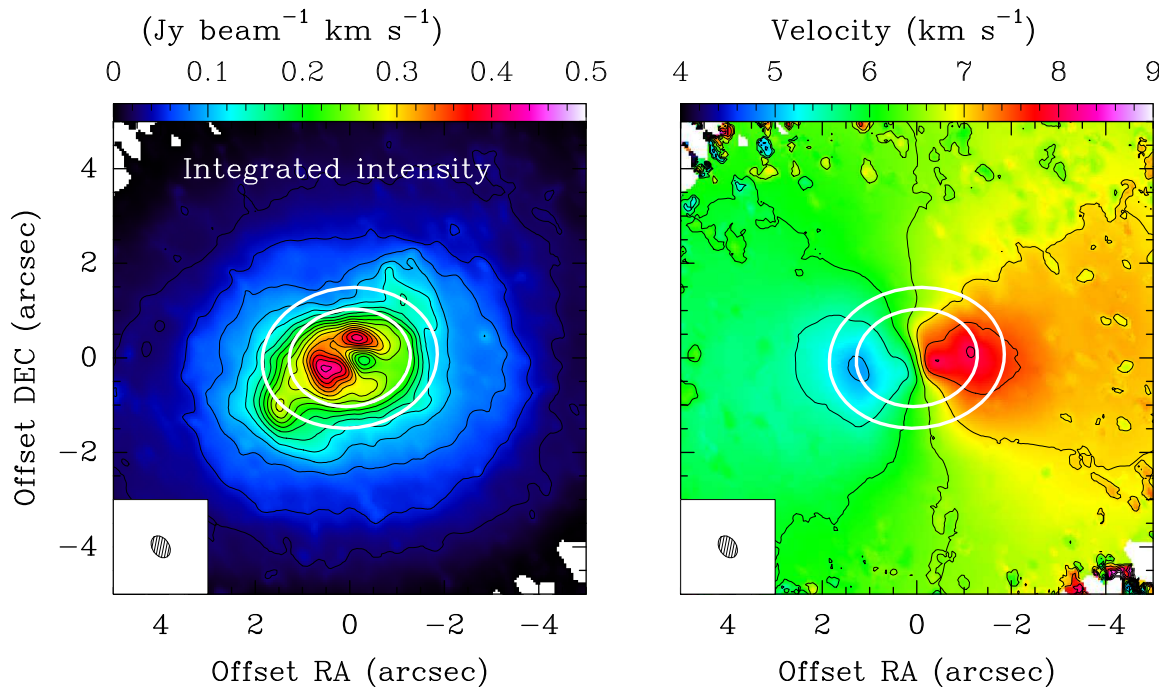 (Jy beam⁻¹ km s⁻¹)
0 0.1 0.2 0.3 0.4 0.5
Integrated intensity
Offset DEC (arcsec)
4
2
0
−2
−4
4 2 0 −2 −4
Offset RA (arcsec)
Velocity (km s⁻¹)
4 5 6 7 8 9
4 2 0 −2 −4
Offset RA (arcsec)